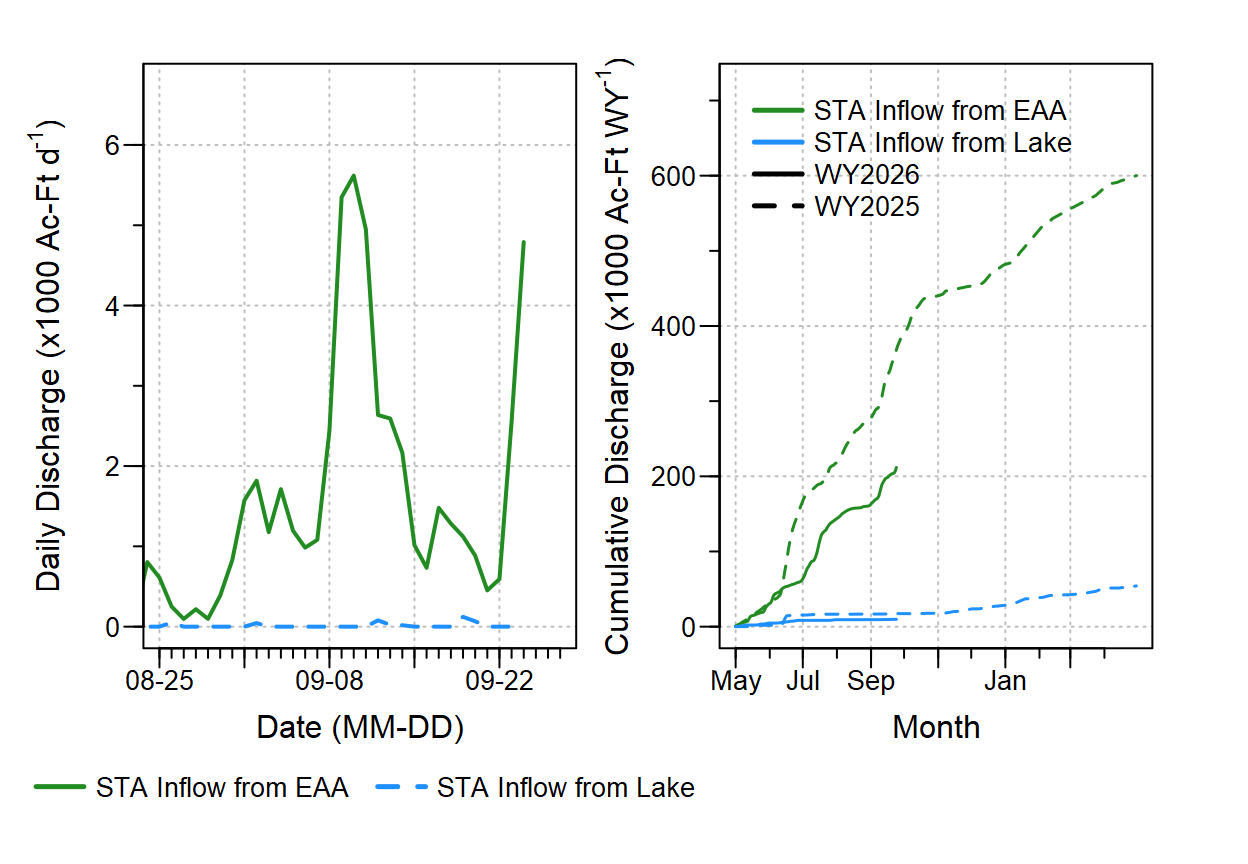 Daily Discharge (x1000 Ac-Ft d-1)
6
4
2
0
08-25
09-08
09-22
Date (MM-DD)
STA Inflow from EAA
STA Inflow from Lake
Cumulative Discharge (x1000 Ac-Ft WY-1)
STA Inflow from EAA
STA Inflow from Lake
WY2026
WY2025
600
400
200
0
May
Jul
Sep
Jan
Month